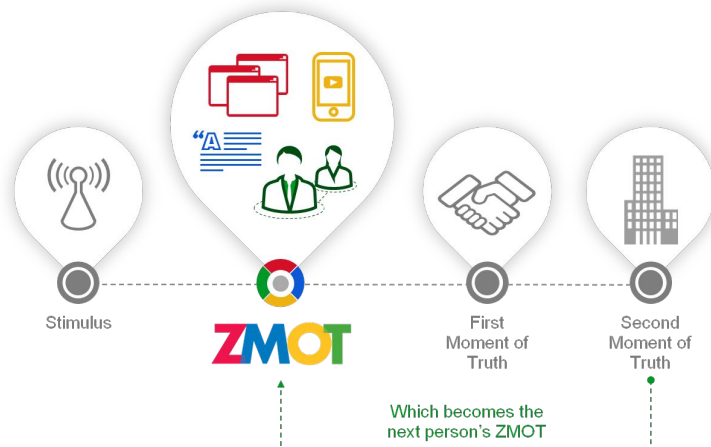 “A
Stimulus
ZMOT
First
Moment of
Truth
Second
Moment of
Truth
Which becomes the
next person's ZMOT